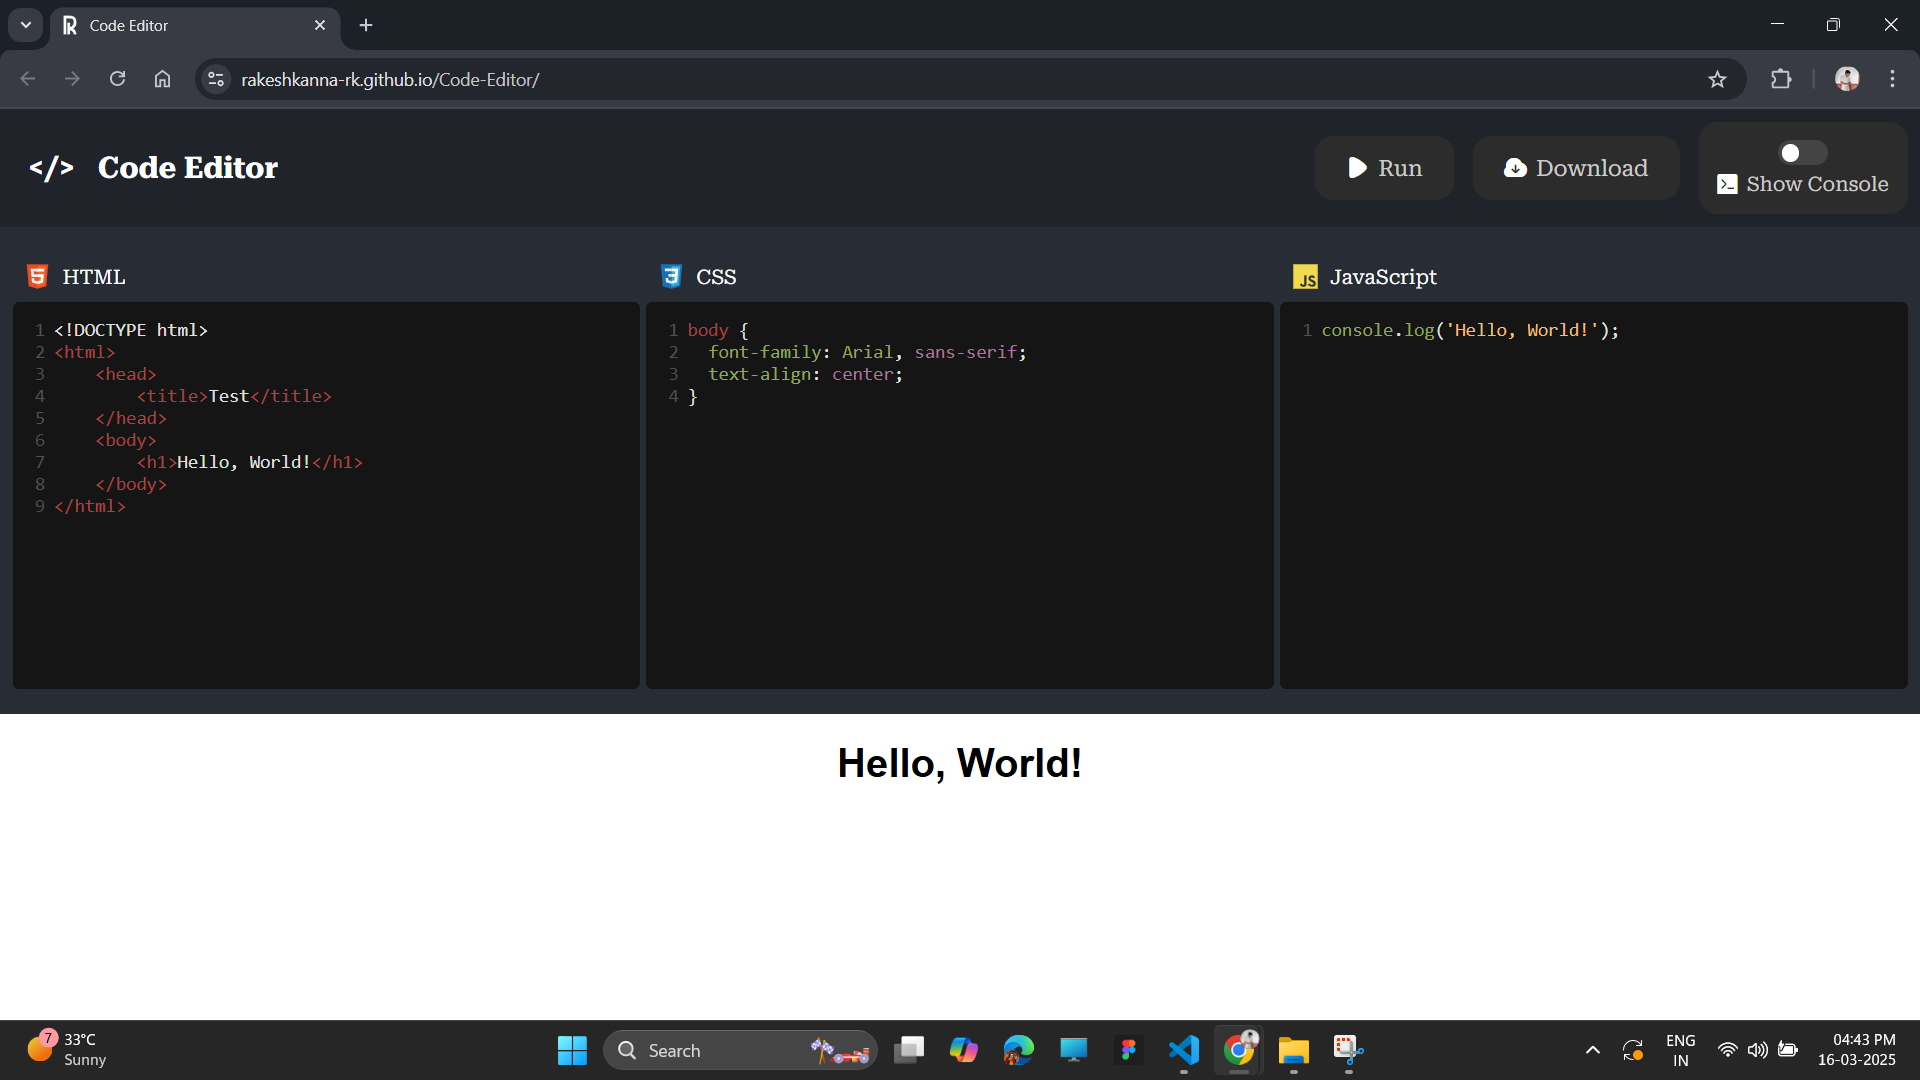 Code Editor
rakeshkanna-rk.github.io/Code-Editor/
</> Code Editor
Run
Download
Show Console
HTML
1 <!DOCTYPE html>
2 <html>
3     <head>
4         <title>Test</title>
5     </head>
6     <body>
7         <h1>Hello, World!</h1>
8     </body>
9 </html>
CSS
1 body {
2   font-family: Arial, sans-serif;
3   text-align: center;
4 }
JS JavaScript
1 console.log('Hello, World!');
Hello, World!
7
33°C
Sunny
Search
ENG
IN
04:43 PM
16-03-2025